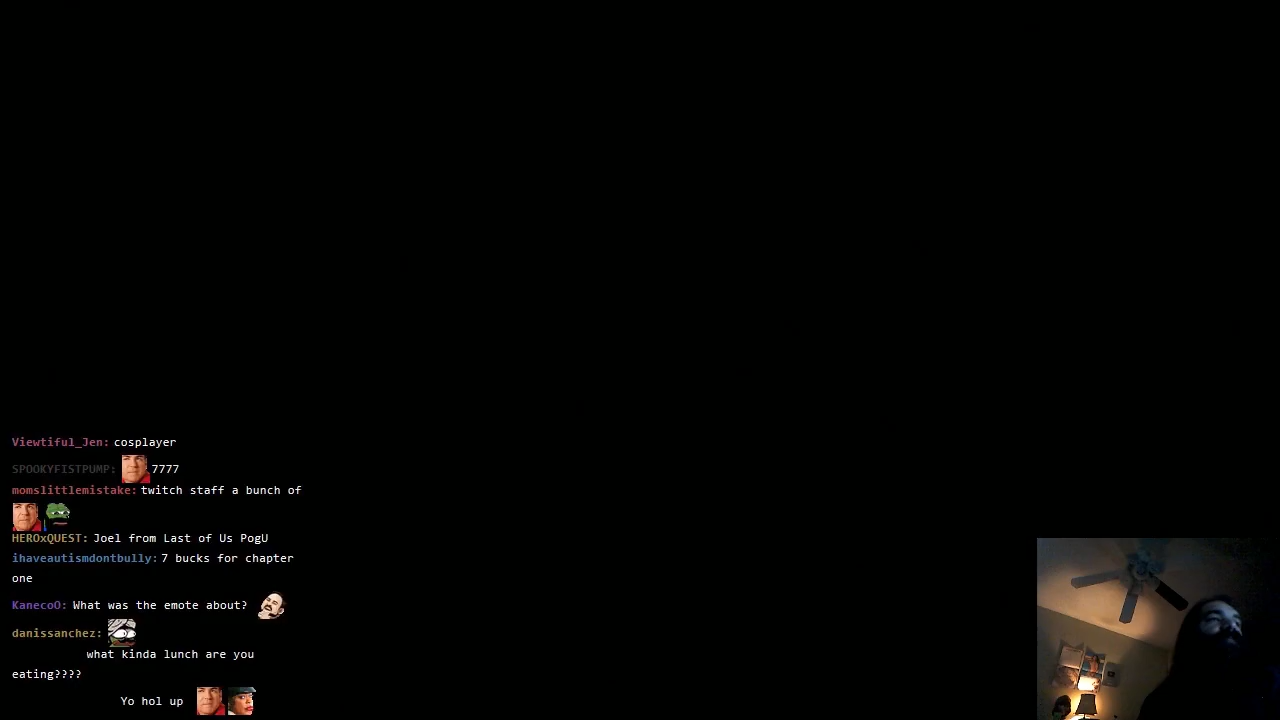 Viewtiful_Jen: cosplayer
SPOOKYFISTPUMP: 7777
momslittlemistake: twitch staff a bunch of
HEROxQUEST: Joel from Last of Us PogU
ihaveautismdontbully: 7 bucks for chapter
one
KanecoO: What was the emote about?
danissanchez:
what kinda lunch are you
eating????
Yo hol up